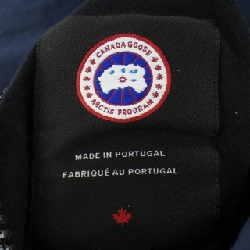 CANADA GOOSE
ARCTIC PROGRAM
MADE IN PORTUGAL
FABRIQUÉ AU PORTUGAL